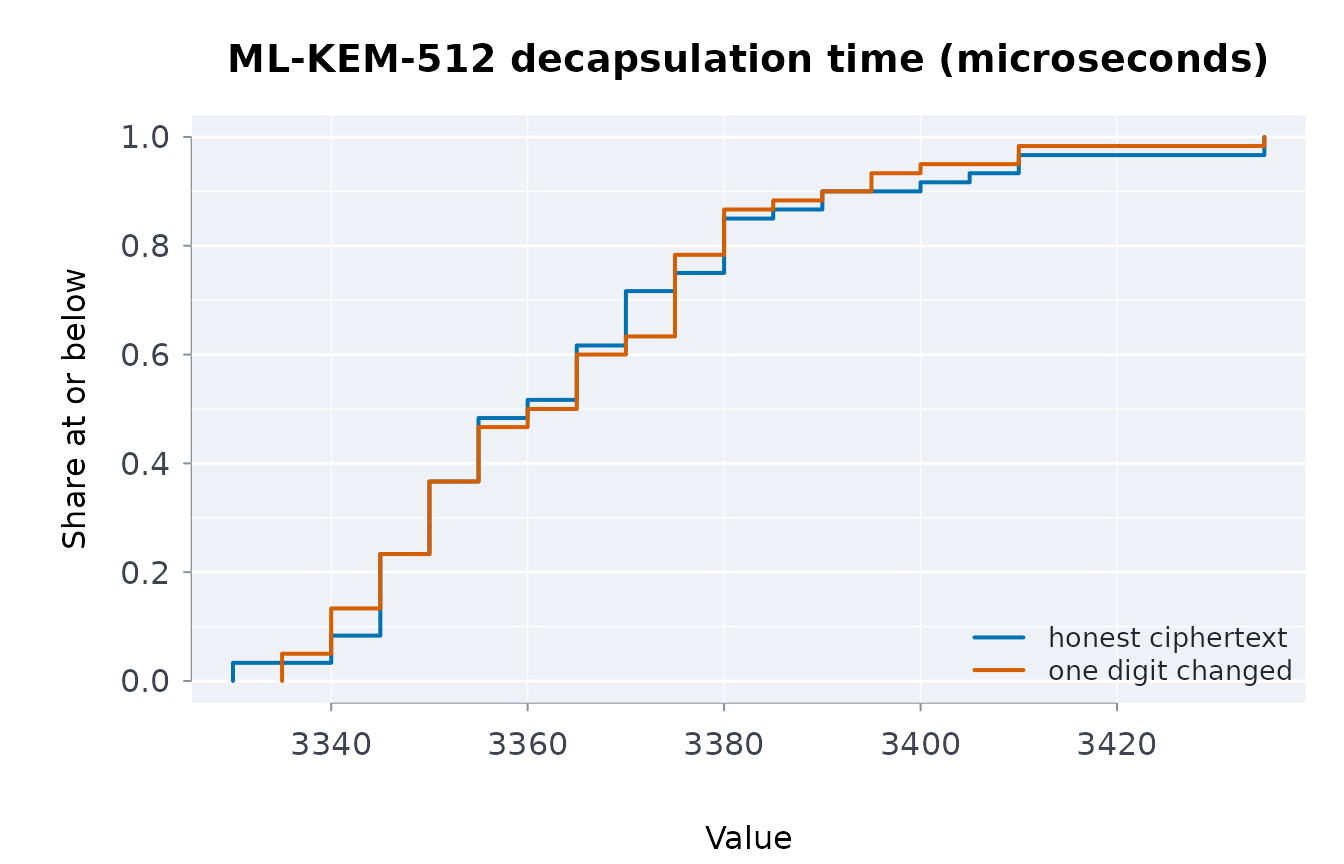 ML-KEM-512 decapsulation time (microseconds)
1.0
0.8
0.6
0.4
0.2
0.0
Share at or below
honest ciphertext
one digit changed
3340 3360 3380 3400 3420
Value